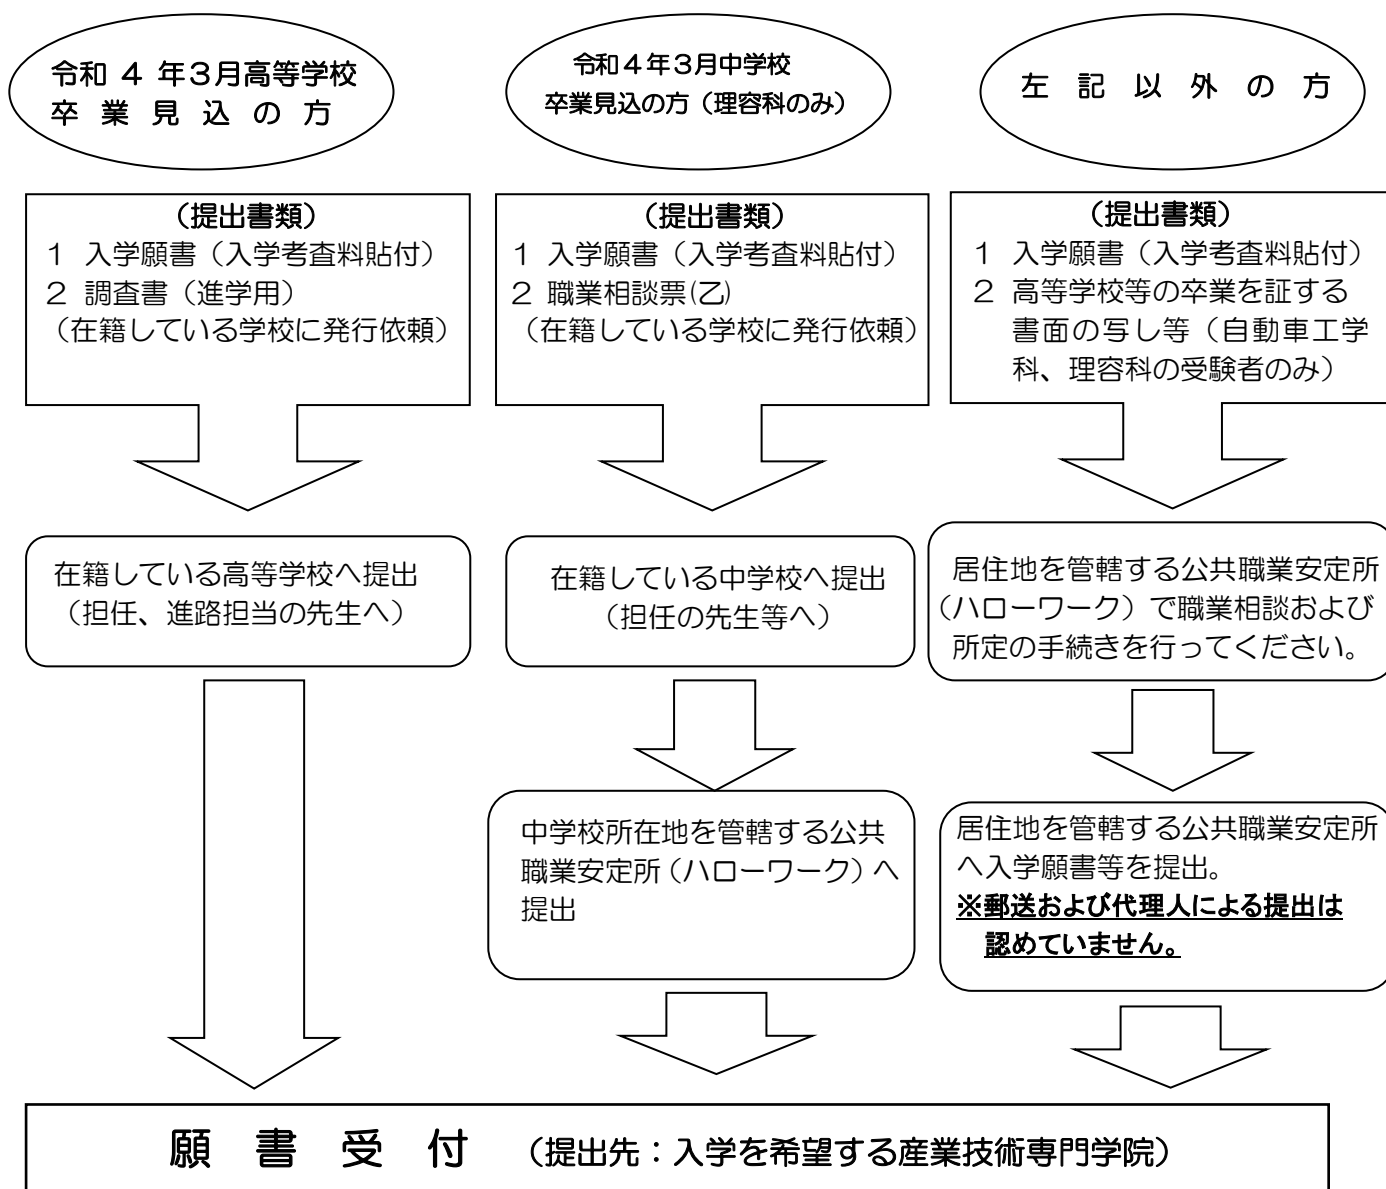 令和 ４ 年３月高等学校
卒 業 見 込 の 方
令和４年３月中学校
卒業見込の方（理容科のみ）
左 記 以 外 の 方
（提出書類）
１ 入学願書（入学考査料貼付）
２ 調査書（進学用）
（在籍している学校に発行依頼）
（提出書類）
１ 入学願書（入学考査料貼付）
２ 職業相談票(乙)
（在籍している学校に発行依頼）
（提出書類）
１ 入学願書（入学考査料貼付）
２ 高等学校等の卒業を証する
書面の写し等（自動車工学
科、理容科の受験者のみ）
在籍している高等学校へ提出
（担任、進路担当の先生へ）
在籍している中学校へ提出
（担任の先生等へ）
居住地を管轄する公共職業安定所
（ハローワーク）で職業相談および
所定の手続きを行ってください。
中学校所在地を管轄する公共
職業安定所（ハローワーク）へ
提出
居住地を管轄する公共職業安定所
へ入学願書等を提出。
※郵送および代理人による提出は
認めていません。
願 書 受 付 （提出先：入学を希望する産業技術専門学院）